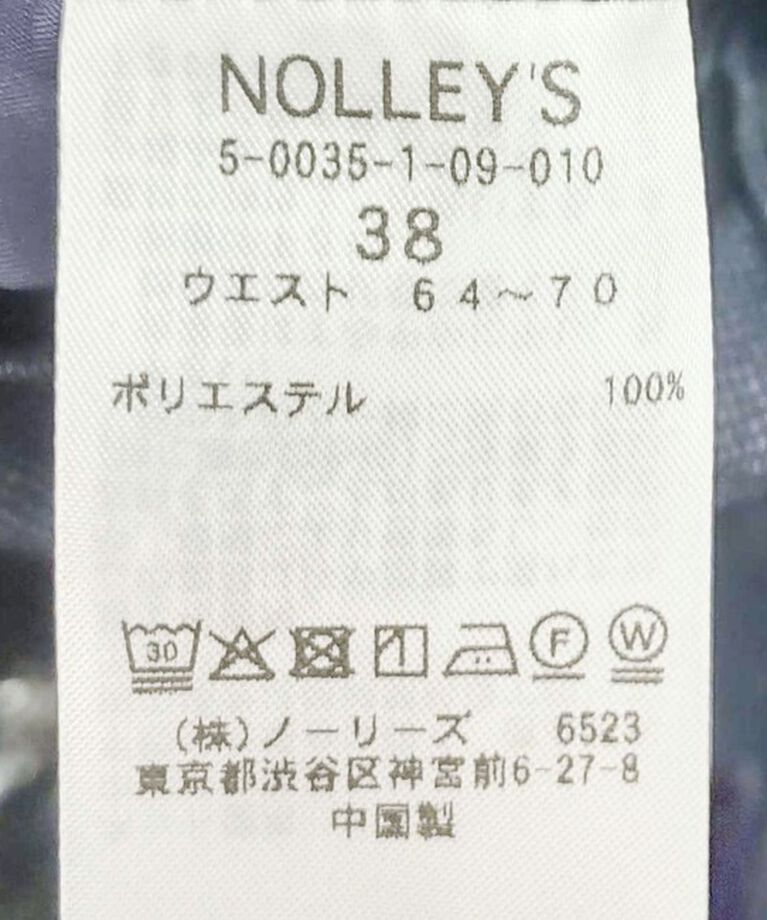 NOLLEY'S
5-0035-1-09-010
38
ウエスト 64～70
ポリエステル 100%
30 F W
(株)ノーリーズ 6523
東京都渋谷区神宮前6-27-8
中国製